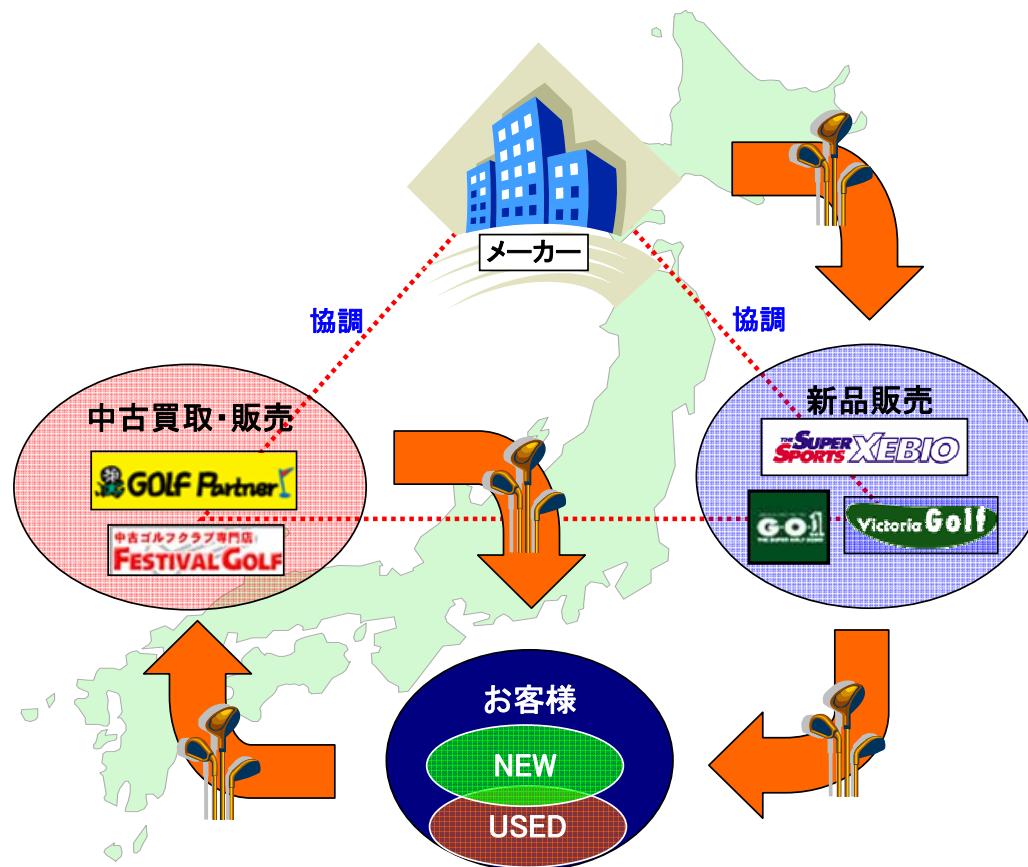 メーカー
協調
協調
中古買取・販売
GOLF Partner
中古ゴルフクラブ専門店
FESTIVAL GOLF
新品販売
THE SUPER
SPORTS XEBIO
GO1
THE SUPER GOLF DOME
Victoria Golf
お客様
NEW
USED